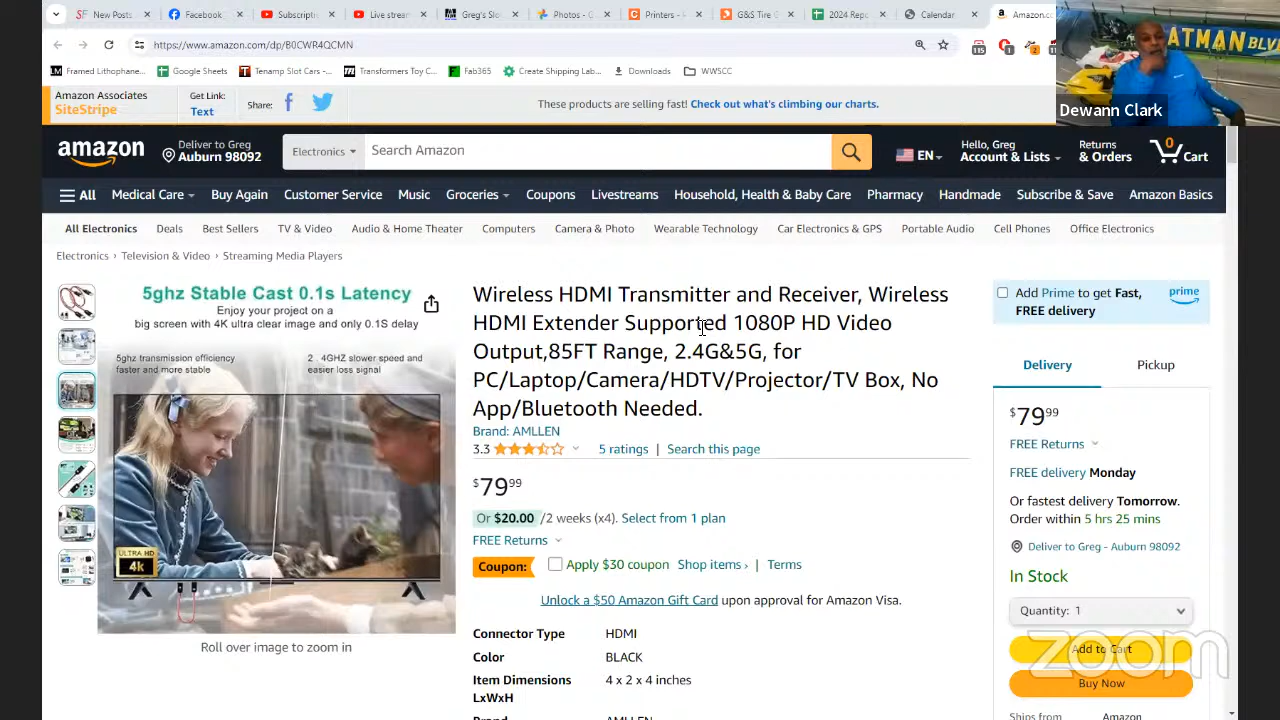 New Posts
Facebook
Subscripti
Live stream
Greg's Slo
Photos - G
Printers - H
G&S Tire C
2024 Repo
Calendar
Amazon.co
https://www.amazon.com/dp/B0CWR4QCMN
Framed Lithophane...
Google Sheets
Tenamp Slot Cars -...
Transformers Toy C...
Fab365
Create Shipping Lab...
Downloads
WWSCC
ATMAN BLV
Dewann Clark
Amazon Associates
SiteStripe
Get Link:
Text
Share:
These products are selling fast! Check out what's climbing our charts.
amazon
Deliver to Greg
Auburn 98092
Electronics
Search Amazon
EN
Hello, Greg
Account & Lists
Returns
& Orders
0
Cart
All
Medical Care
Buy Again
Customer Service
Music
Groceries
Coupons
Livestreams
Household, Health & Baby Care
Pharmacy
Handmade
Subscribe & Save
Amazon Basics
All Electronics
Deals
Best Sellers
TV & Video
Audio & Home Theater
Computers
Camera & Photo
Wearable Technology
Car Electronics & GPS
Portable Audio
Cell Phones
Office Electronics
Electronics › Television & Video › Streaming Media Players
5ghz Stable Cast 0.1s Latency
Enjoy your project on a
big screen with 4K ultra clear image and only 0.1S delay
5ghz transmission efficiency
faster and more stable
2 . 4GHZ slower speed and
easier loss signal
ULTRA HD
4k
Roll over image to zoom in
Wireless HDMI Transmitter and Receiver, Wireless
HDMI Extender Supported 1080P HD Video
Output,85FT Range, 2.4G&5G, for
PC/Laptop/Camera/HDTV/Projector/TV Box, No
App/Bluetooth Needed.
Brand: AMLLEN
3.3
5 ratings | Search this page
$79 99
Or $20.00 /2 weeks (x4). Select from 1 plan
FREE Returns
Coupon: Apply $30 coupon Shop items › | Terms
Unlock a $50 Amazon Gift Card upon approval for Amazon Visa.
Connector Type HDMI
Color BLACK
Item Dimensions 4 x 2 x 4 inches
LxWxH
Brand AMLLEN
Add Prime to get Fast,
FREE delivery
prime
Delivery
Pickup
$79 99
FREE Returns
FREE delivery Monday
Or fastest delivery Tomorrow.
Order within 5 hrs 25 mins
Deliver to Greg - Auburn 98092
In Stock
Quantity: 1
Add to Cart
zoom
Buy Now
Ships from Amazon